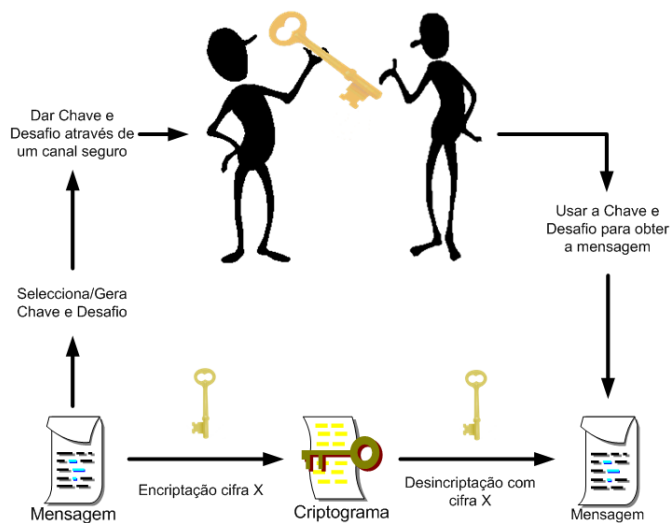 Dar Chave e
Desafio através de
um canal seguro
Usar a Chave e
Desafio para obter
a mensagem
Selecciona/Gera
Chave e Desafio
Mensagem
Encriptação cifra X
Criptograma
Desincriptação com
cifra X
Mensagem